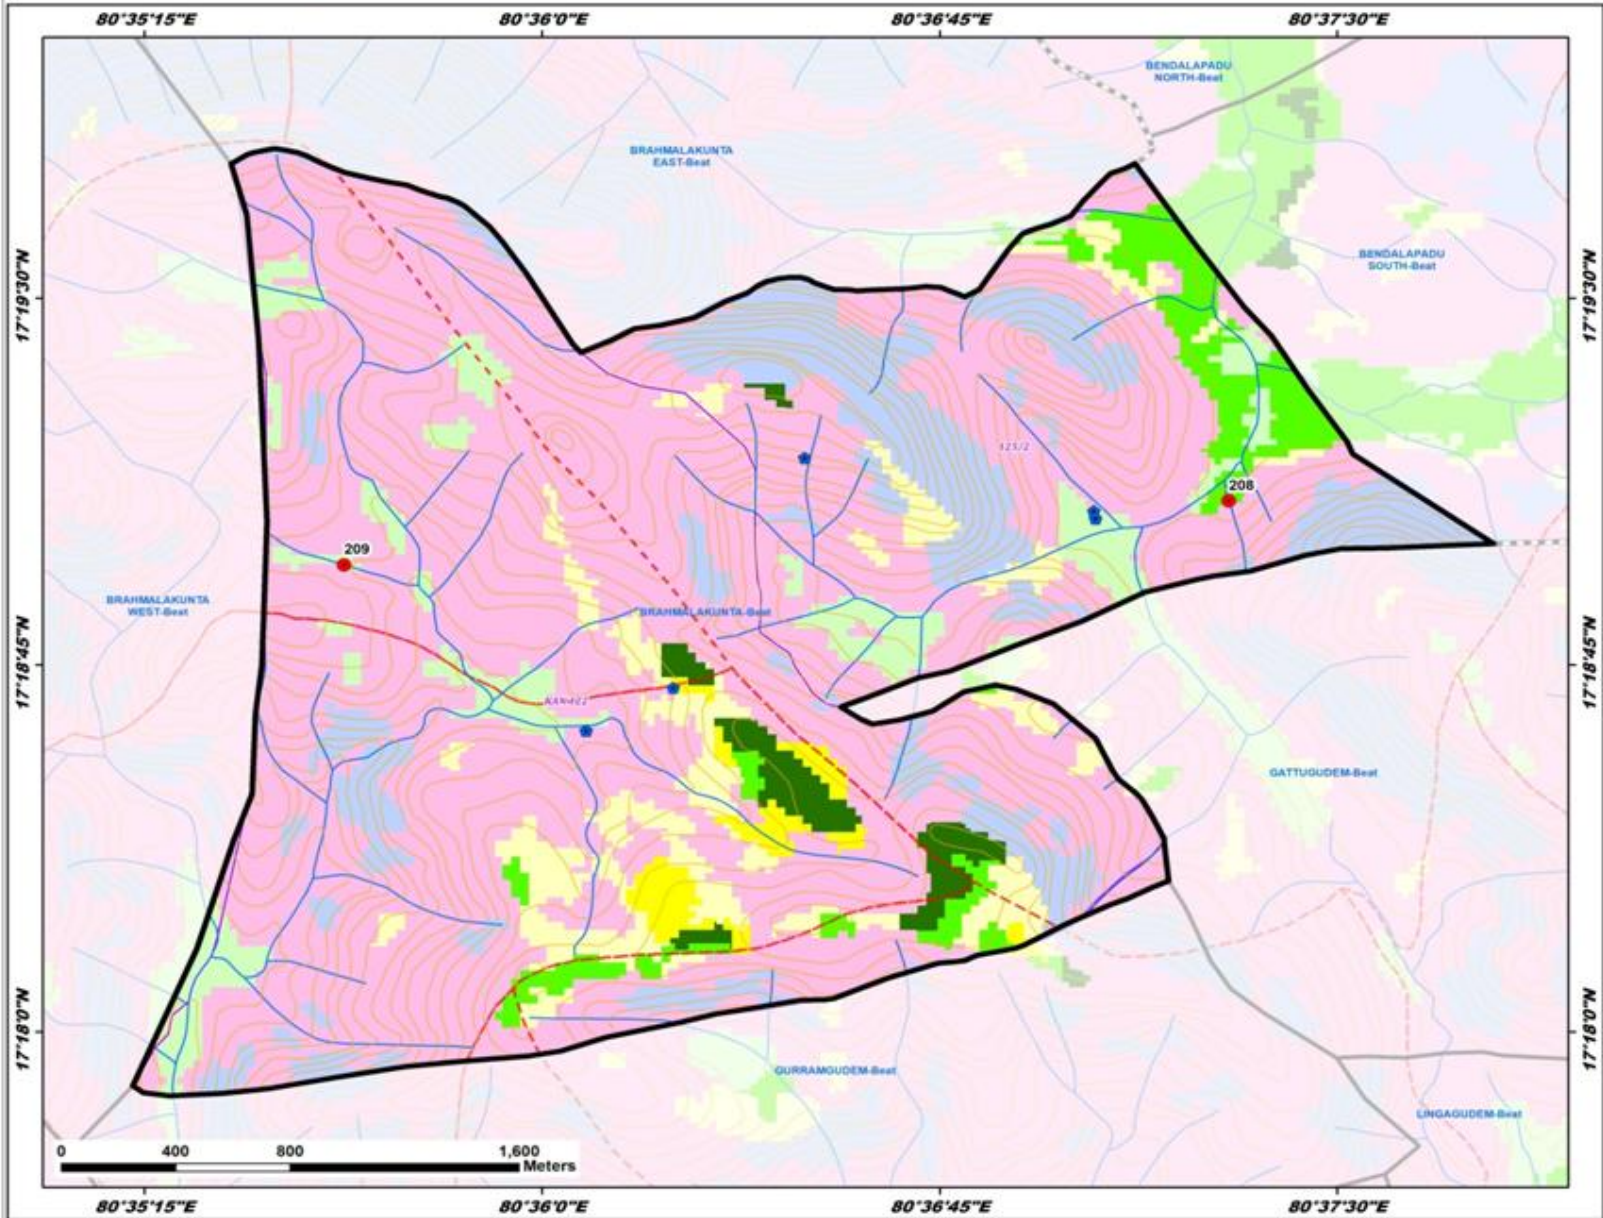 80°35'15"E 80°36'0"E 80°36'45"E 80°37'30"E
BENDALAPADU
NORTH-Beat
BRAHMALAKUNTA
EAST-Beat
BENDALAPADU
SOUTH-Beat
17°19'30"N 17°19'30"N
625/2
208
209
BRAHMALAKUNTA
WEST-Beat
BRAHMALAKUNTA-Beat
17°18'45"N 17°18'45"N
GATTUGUDEM-Beat
17°18'0"N 17°18'0"N
GURRAMGUDEM-Beat
LINGAGUDEM-Beat
0 400 800 1,600
Meters
80°35'15"E 80°36'0"E 80°36'45"E 80°37'30"E